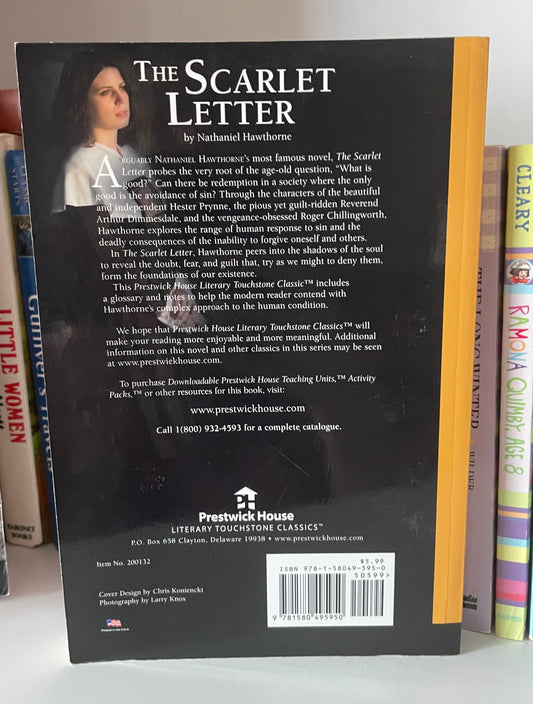 THE SCARLET
LETTER
by Nathaniel Hawthorne
ARGUABLY NATHANIEL HAWTHORNE'S most famous novel, The Scarlet
Letter probes the very root of the age-old question, "What is
good?" Can there be redemption in a society where the only
good is the avoidance of sin? Through the characters of the beautiful
and independent Hester Prynne, the pious yet guilt-ridden Reverend
Arthur Dimmesdale, and the vengeance-obsessed Roger Chillingworth,
Hawthorne explores the range of human response to sin and the
deadly consequences of the inability to forgive oneself and others.
In The Scarlet Letter, Hawthorne peers into the shadows of the soul
to reveal the doubt, fear, and guilt that, try as we might to deny them,
form the foundations of our existence.
This Prestwick House Literary Touchstone Classic™ includes
a glossary and notes to help the modern reader contend with
Hawthorne's complex approach to the human condition.
We hope that Prestwick House Literary Touchstone Classics™ will
make your reading more enjoyable and more meaningful. Additional
information on this novel and other classics in this series may be seen
at www.prestwickhouse.com.
To purchase Downloadable Prestwick House Teaching Units,™ Activity
Packs,™ or other resources for this book, visit:
www.prestwickhouse.com
Call 1(800) 932-4593 for a complete catalogue.
PH
Prestwick House
LITERARY TOUCHSTONE CLASSICS™
P.O. Box 658 Clayton, Delaware 19938 • www.prestwickhouse.com
Item No. 200132
Cover Design by Chris Koniencki
Photography by Larry Knox
Printed in the U.S.A.
$5.99
ISBN 978-1-58049-595-0
50599>
9 781580 495950
LITTLE WOMEN
BARONET
BOOKS
Gulliver's Travels
THE LONG WINTER
WILDER
CLEARY
RAMONA QUIMBY, AGE 8